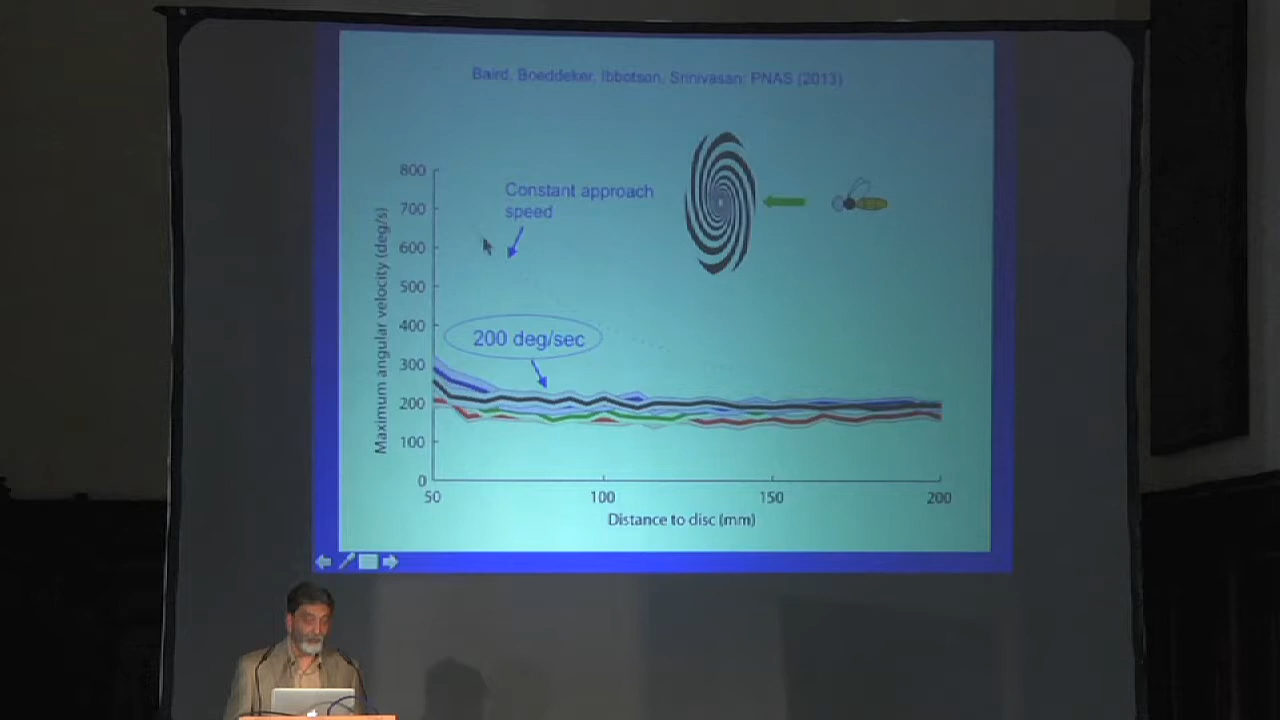 Baird, Boeddeker, Ibbotson, Srinivasan: PNAS (2013)
Constant approach
speed
200 deg/sec
Maximum angular velocity (deg/s)
800
700
600
500
400
300
200
100
0
50 100 150 200
Distance to disc (mm)